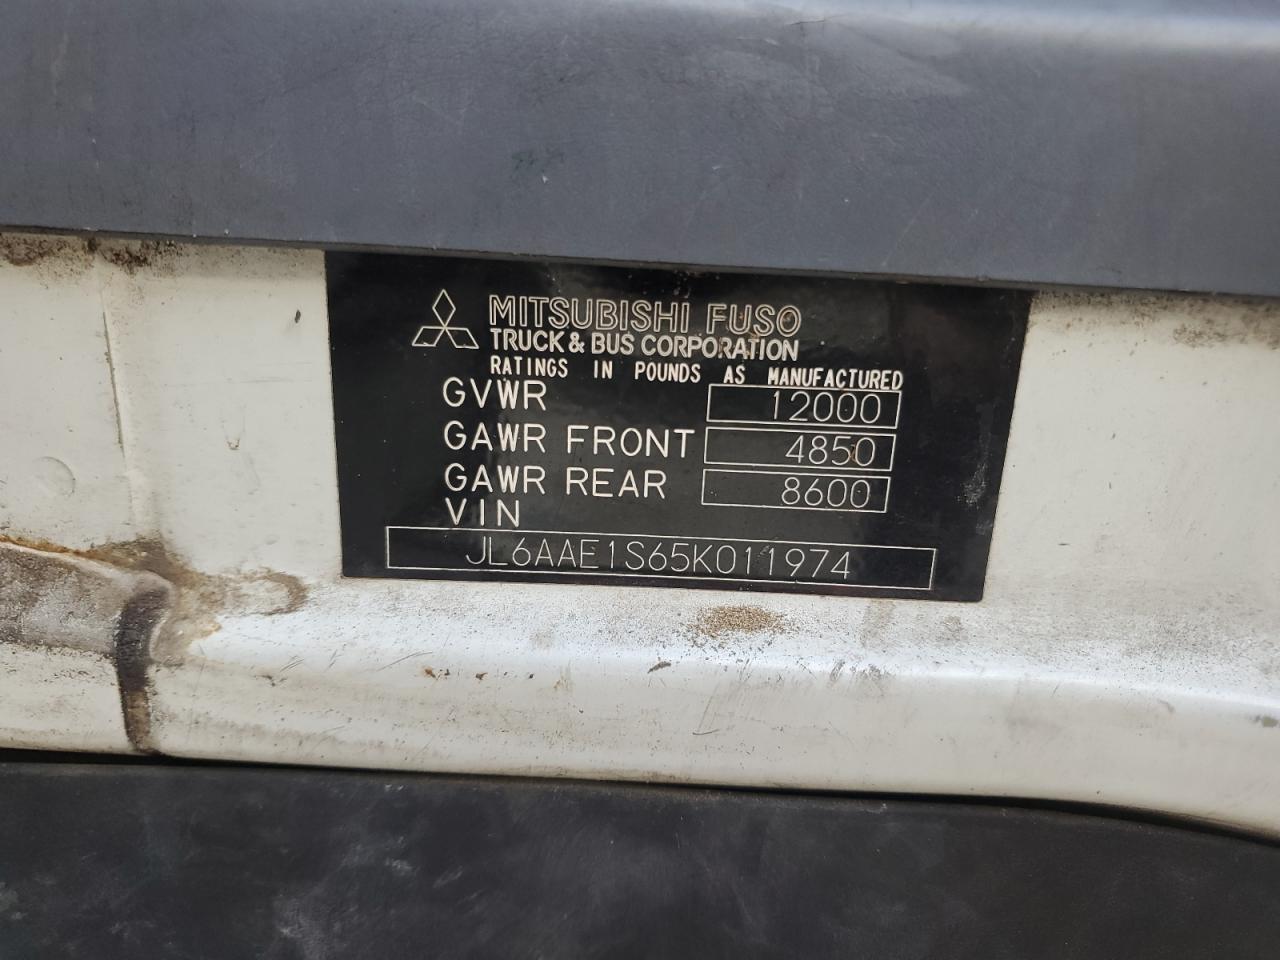 MITSUBISHI FUSO
TRUCK & BUS CORPORATION
RATINGS IN POUNDS AS MANUFACTURED
GVWR 12000
GAWR FRONT 4850
GAWR REAR 8600
VIN
JL6AAE1S65K011974